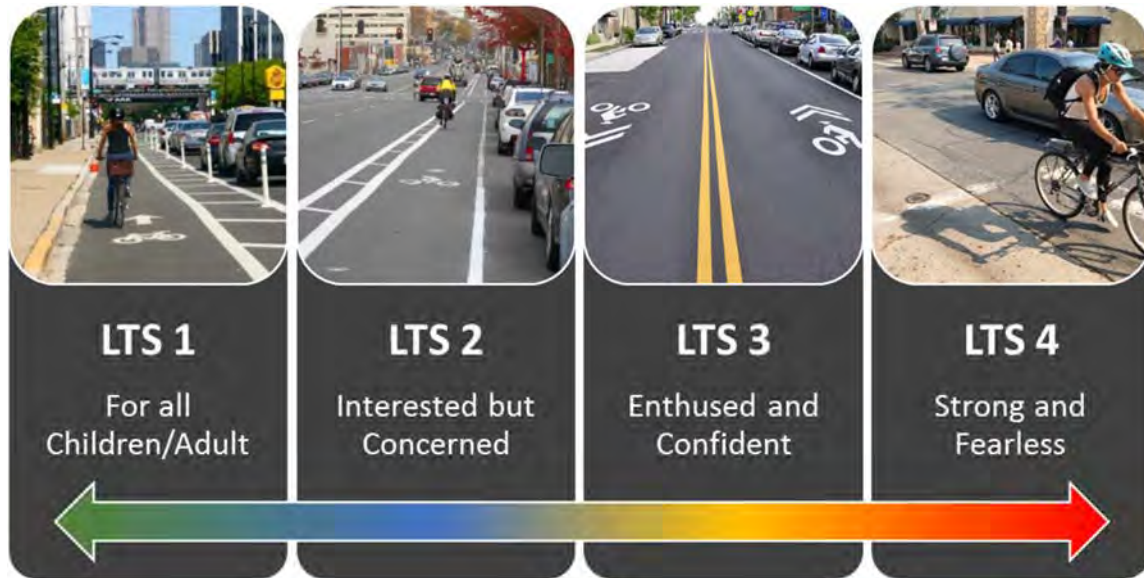 LTS 1
For all
Children/Adult
LTS 2
Interested but
Concerned
LTS 3
Enthused and
Confident
LTS 4
Strong and
Fearless